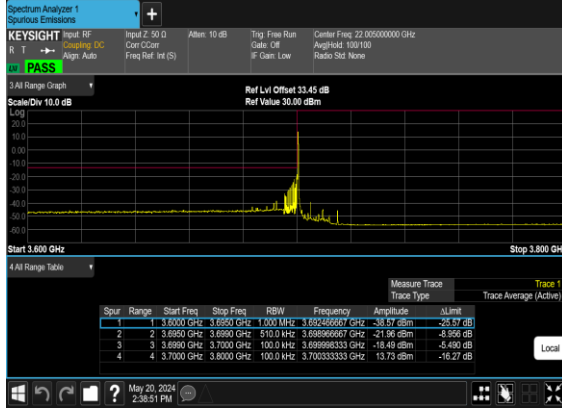 Spectrum Analyzer 1
Spurious Emissions
+
KEYSIGHT Input: RF Input Z: 50 Ω Atten: 10 dB Trig: Free Run Center Freq: 22.005000000 GHz
R T Coupling: DC Corr CCorr Gate: Off Avg|Hold: 100/100
Align: Auto Freq Ref: Int (S) IF Gain: Low Radio Std: None
PASS
3 All Range Graph Ref Lvl Offset 33.45 dB
Scale/Div 10.0 dB Ref Value 30.00 dBm
Log
20.0
10.0
0.00
-10.0
-20.0
-30.0
-40.0
-50.0
-60.0
Start 3.600 GHz Stop 3.800 GH
4 All Range Table
Measure Trace Trace 1
Trace Type Trace Average (Active)
Spur Range Start Freq Stop Freq RBW Frequency Amplitude ΔLimit
1 1 3.6000 GHz 3.6950 GHz 1.000 MHz 3.692466667 GHz -38.57 dBm -25.57 dB
2 2 3.6950 GHz 3.6990 GHz 510.0 kHz 3.698966667 GHz -21.96 dBm -8.956 dB
3 3 3.6990 GHz 3.7000 GHz 100.0 kHz 3.699998333 GHz -18.49 dBm -5.490 dB
4 4 3.7000 GHz 3.8000 GHz 100.0 kHz 3.700333333 GHz 13.73 dBm -16.27 dB
Local
? May 20, 2024
2:38:51 PM